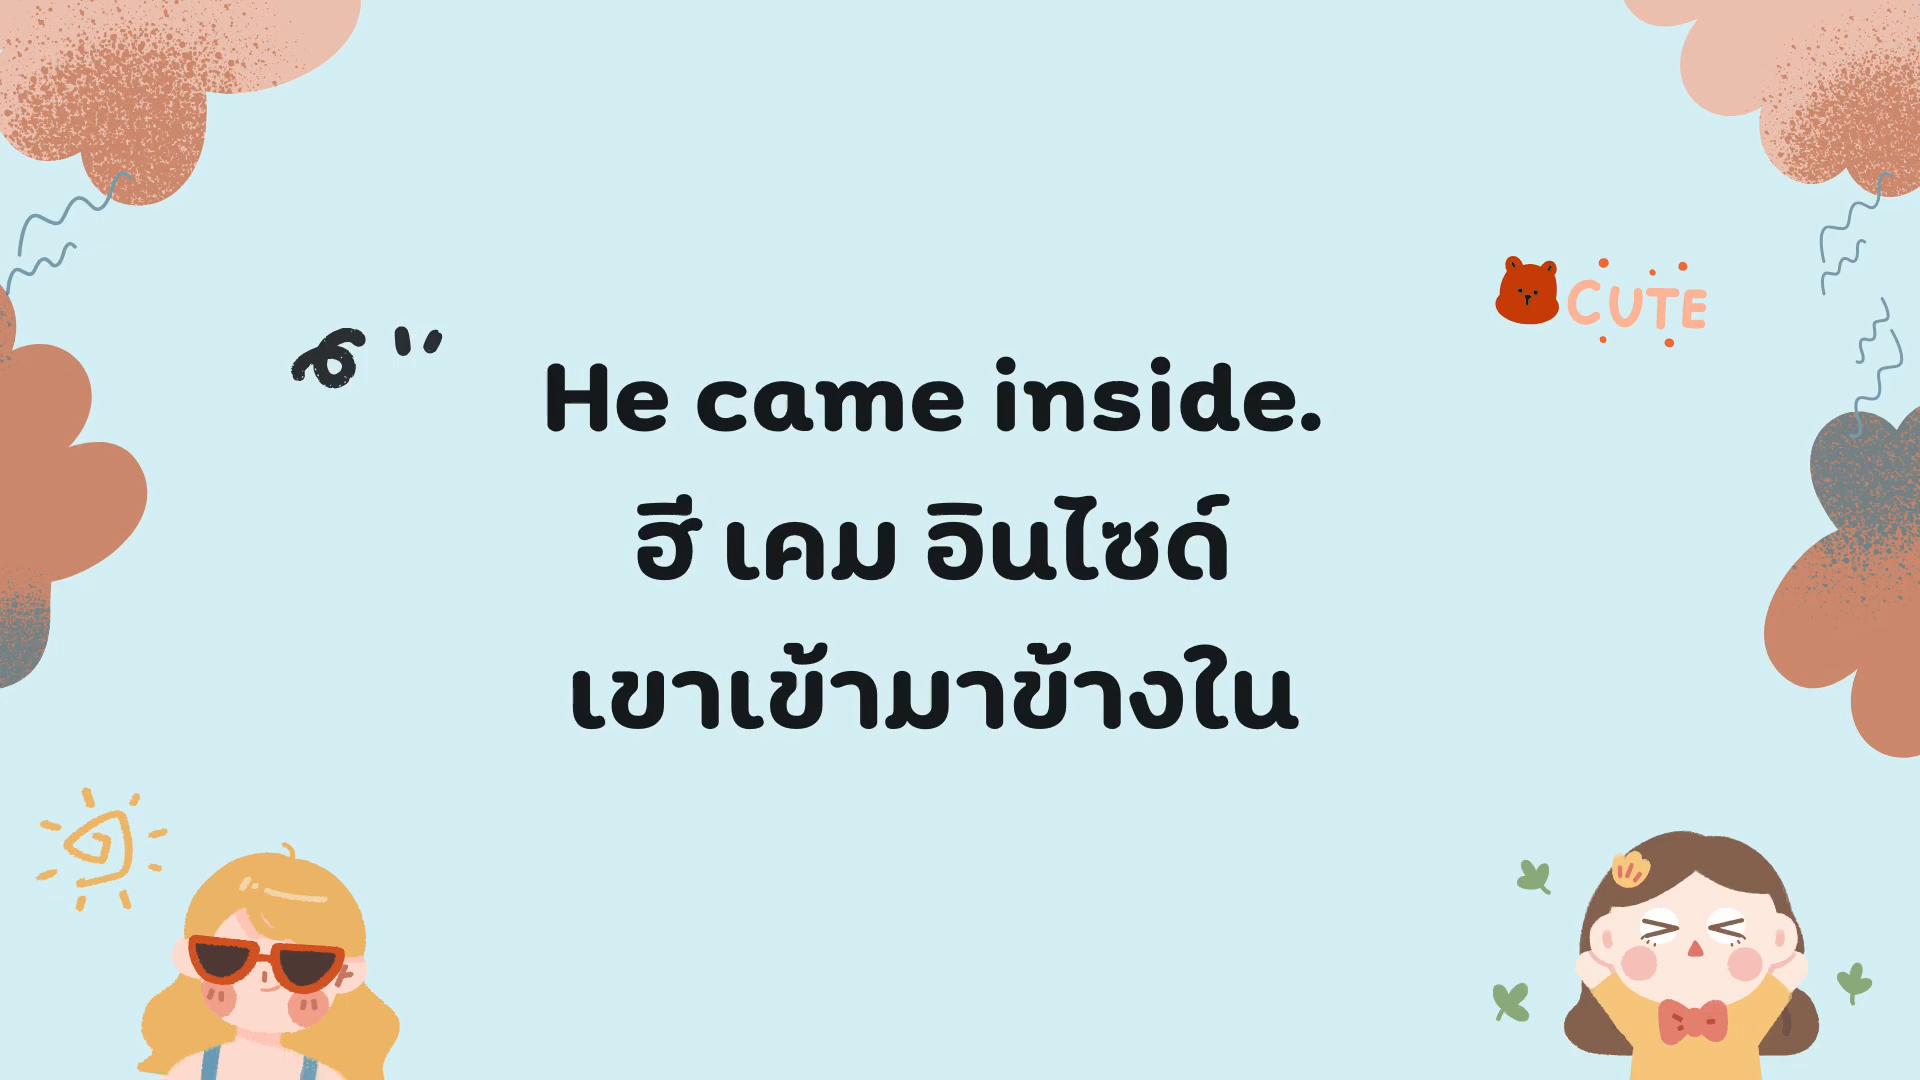 CUTE
He came inside.
ฮี เคม อินไซด์
เขาเข้ามาข้างใน